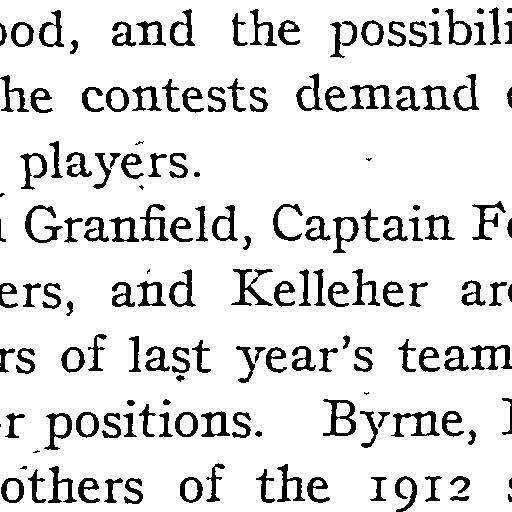 ood, and the possibili
he contests demand
players.
Granfield, Captain F
ers, and Kelleher ar
rs of last year's team
r positions. Byrne,
others of the 1912